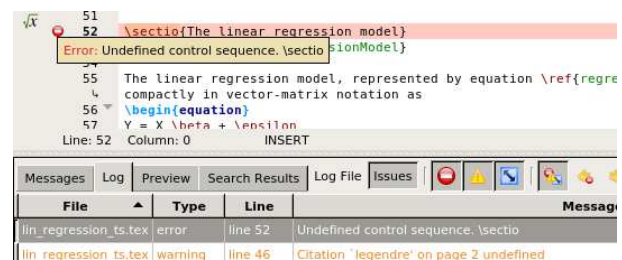 √x
51
52 \sectio{The linear regression model}
Error: Undefined control sequence. \sectio
sionModel}
54
55 The linear regression model, represented by equation \ref{regre
compactly in vector-matrix notation as
56 \begin{equation}
57 Y = X \beta + \epsilon
Line: 52 Column: 0 INSERT
Messages Log Preview Search Results Log File Issues
File Type Line Message
lin_regression_ts.tex error line 52 Undefined control sequence. \sectio
lin_regression_ts.tex warning line 46 Citation `legendre' on page 2 undefined